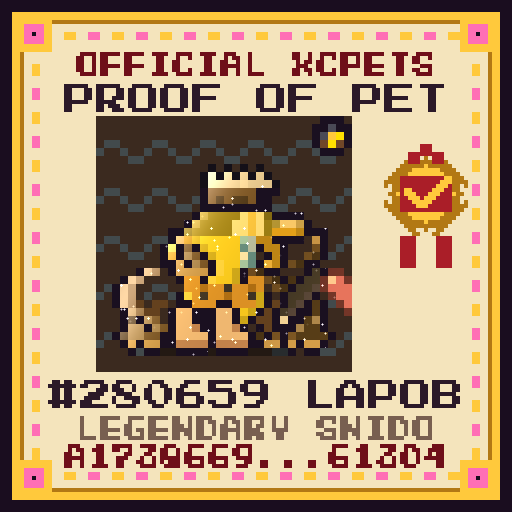 OFFICIAL XCPETS
PROOF OF PET
#280659 LAPOB
LEGENDARY SNIDO
A1730669...61304